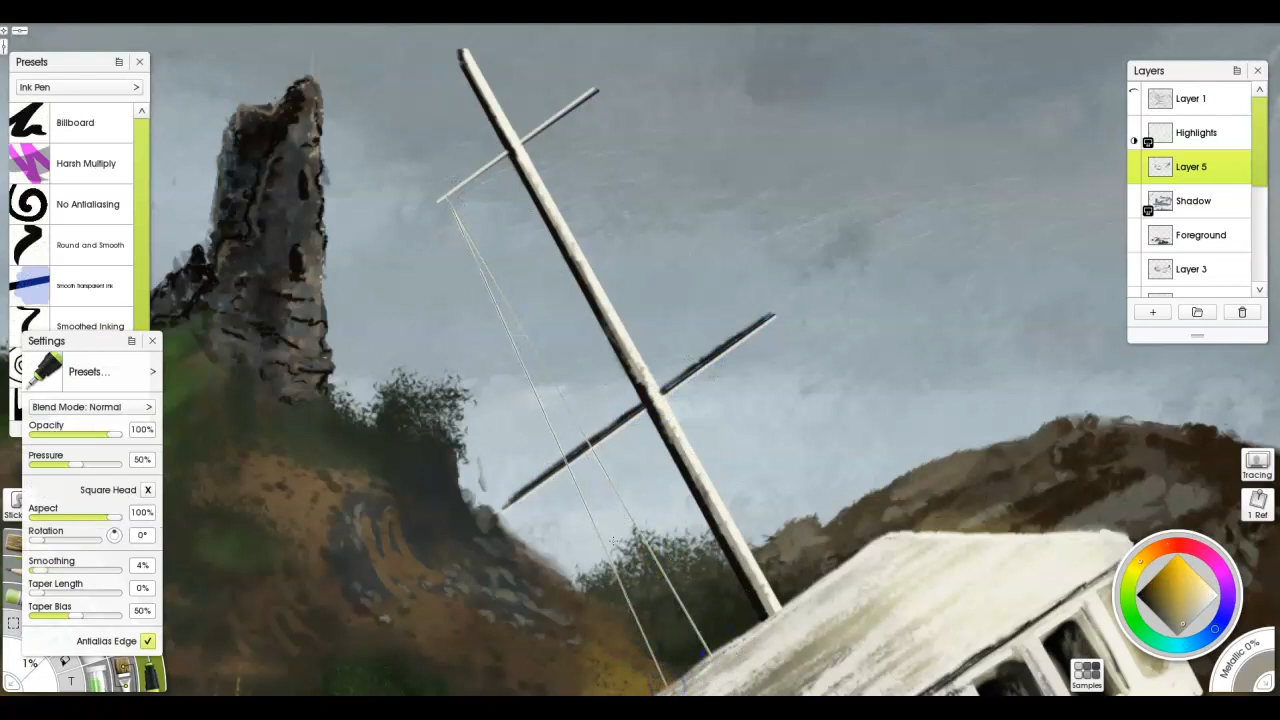 Presets
Ink Pen >
Billboard
Harsh Multiply
No Antialiasing
Round and Smooth
Smooth Transparent Ink
Smoothed Inking
Settings
Presets... >
Blend Mode: Normal >
Opacity 100%
Pressure 50%
Square Head X
Aspect 100%
Rotation 0°
Smoothing 4%
Taper Length 0%
Taper Bias 50%
Antialias Edge
1%
T
Layers
Layer 1
Highlights
Layer 5
Shadow
Foreground
Layer 3
+
Tracing
1 Ref
Metallic 0%
Samples